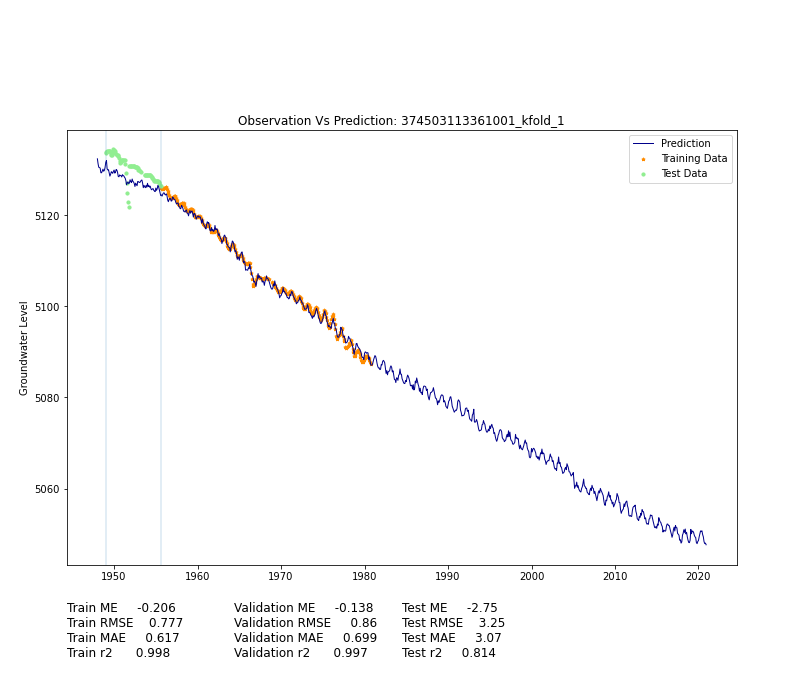 Observation Vs Prediction: 374503113361001_kfold_1
Prediction
Training Data
Test Data
Groundwater Level
5120
5100
5080
5060
1950 1960 1970 1980 1990 2000 2010 2020
Train ME -0.206 Validation ME -0.138 Test ME -2.75
Train RMSE 0.777 Validation RMSE 0.86 Test RMSE 3.25
Train MAE 0.617 Validation MAE 0.699 Test MAE 3.07
Train r2 0.998 Validation r2 0.997 Test r2 0.814